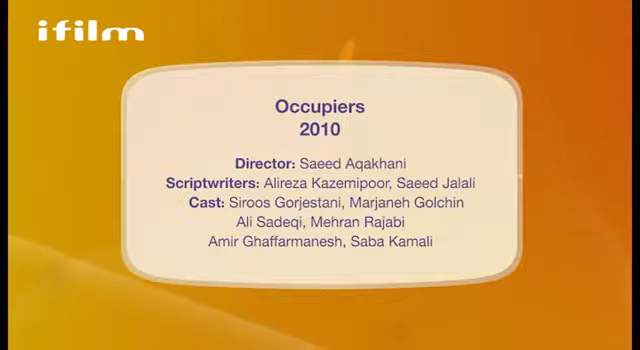 ifilm
Occupiers
2010
Director: Saeed Aqakhani
Scriptwriters: Alireza Kazemipoor, Saeed Jalali
Cast: Siroos Gorjestani, Marjaneh Golchin
Ali Sadeqi, Mehran Rajabi
Amir Ghaffarmanesh, Saba Kamali